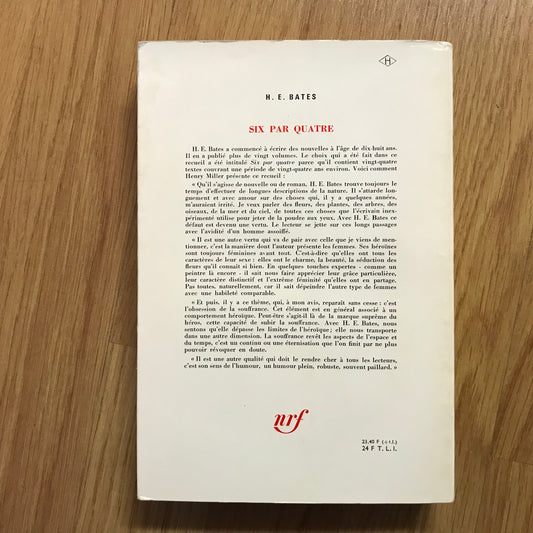 H
H. E. BATES
SIX PAR QUATRE
H. E. Bates a commencé à écrire des nouvelles à l'âge de dix-huit ans.
Il en a publié plus de vingt volumes. Le choix qui a été fait dans ce
recueil a été intitulé Six par quatre parce qu'il contient vingt-quatre
textes couvrant une période de vingt-quatre ans environ. Voici comment
Henry Miller présente ce recueil :
« Qu'il s'agisse de nouvelle ou de roman, H. E. Bates trouve toujours le
temps d'effectuer de longues descriptions de la nature. Il s'attarde lon-
guement et avec amour sur des choses qui, il y a quelques années,
m'auraient irrité. Je veux parler des fleurs, des plantes, des arbres, des
oiseaux, de la mer et du ciel, de toutes ces choses que l'écrivain inex-
périmenté utilise pour jeter de la poudre aux yeux. Avec H. E. Bates ce
défaut est devenu une vertu. Le lecteur se jette sur ces longs passages
avec l'avidité d'un homme assoiffé.
« Il est une autre vertu qui va de pair avec celle que je viens de men-
tionner, c'est la manière dont l'auteur présente les femmes. Ses héroïnes
sont toujours féminines avant tout. C'est-à-dire qu'elles ont tous les
caractères de leur sexe : elles ont le charme, la beauté, la séduction des
fleurs qu'il connaît si bien. En quelques touches expertes - comme un
peintre là encore - il sait nous faire apprécier leur grâce particulière,
leur caractère distinctif et l'extrême féminité qu'elles ont en partage.
Pas toutes, naturellement, car il sait dépeindre l'autre type de femmes
avec une habileté comparable.
« Et puis, il y a ce thème, qui, à mon avis, reparaît sans cesse : c'est
l'obsession de la souffrance. Cet élément est en général associé à un
comportement héroïque. Peut-être s'agit-il là de la marque suprême du
héros, cette capacité de subir la souffrance. Avec H. E. Bates, nous
sentons qu'elle dépasse les limites de l'héroïque ; elle nous transporte
dans une autre dimension. La souffrance revêt les aspects de l'espace et
du temps, c'est un continu ou une éternisation que l'on finit par ne plus
pouvoir révoquer en doute.
« Il est une autre qualité qui doit le rendre cher à tous les lecteurs,
c'est son sens de l'humour, un humour plein, robuste, souvent paillard. »
nrf
23,40 F (+ t.l.)
24 F T. L. I.